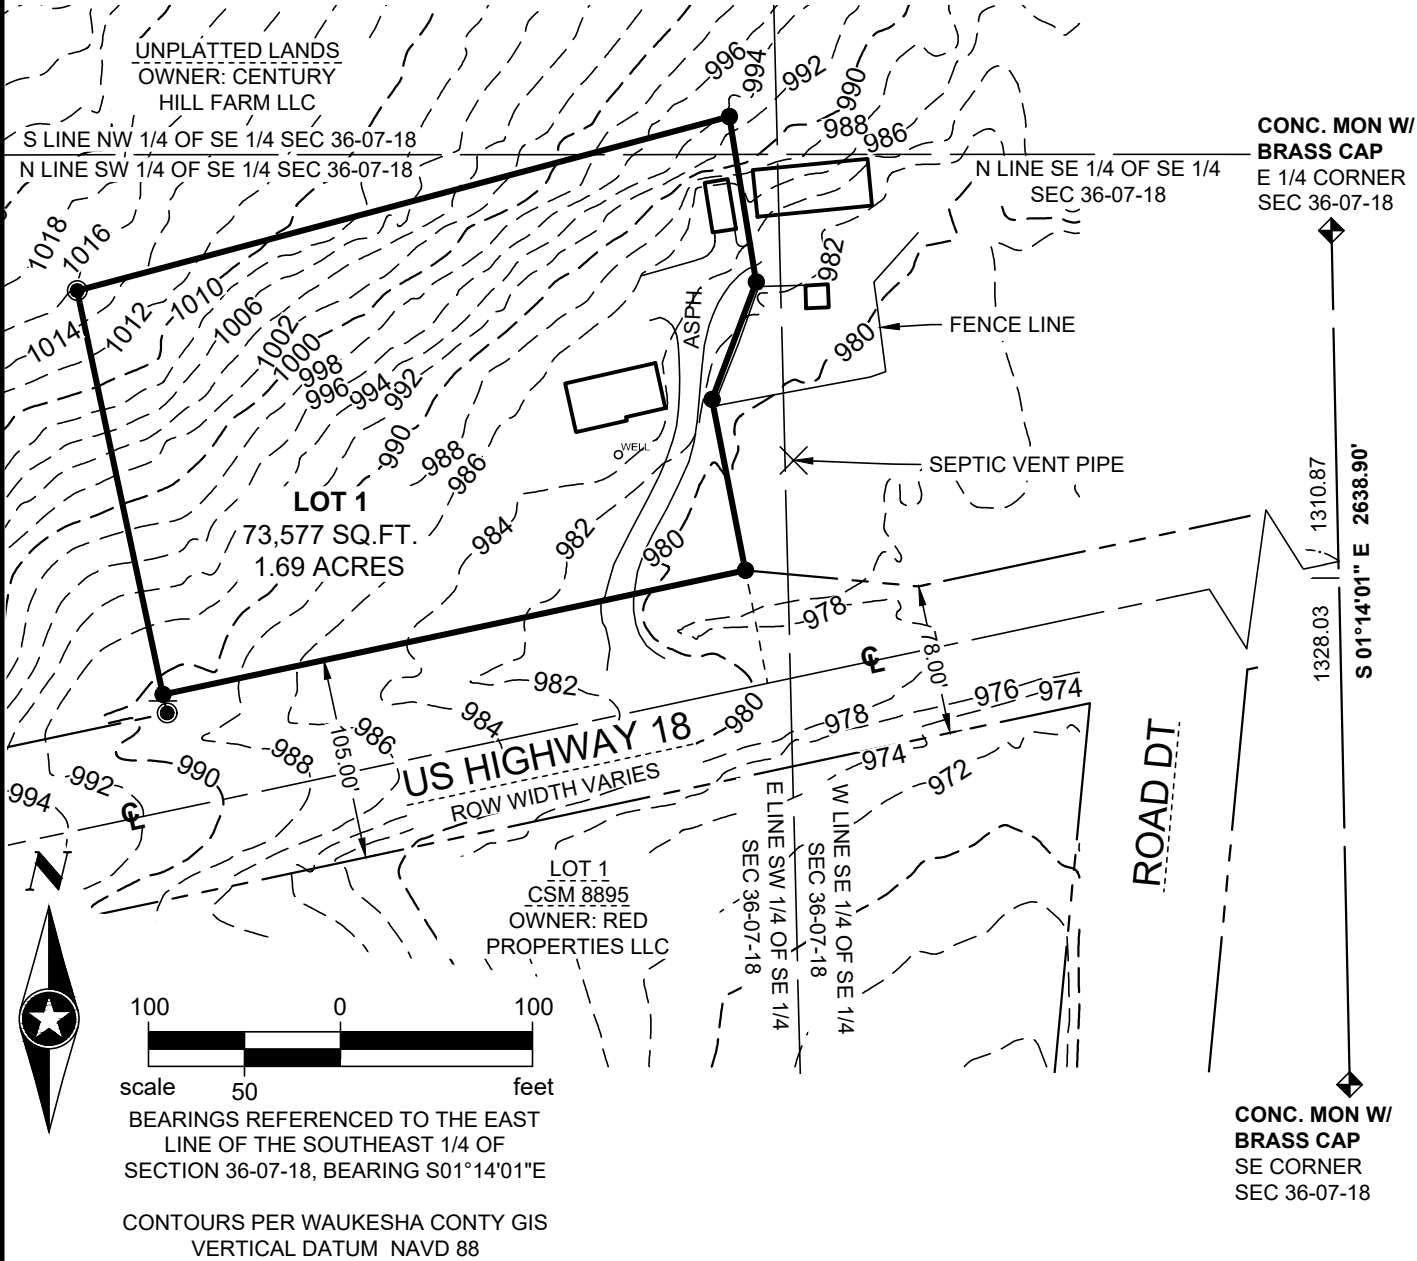 UNPLATTED LANDS
OWNER: CENTURY
HILL FARM LLC
S LINE NW 1/4 OF SE 1/4 SEC 36-07-18
N LINE SW 1/4 OF SE 1/4 SEC 36-07-18
996
994
992
990
988
986
N LINE SE 1/4 OF SE 1/4
SEC 36-07-18
CONC. MON W/
BRASS CAP
E 1/4 CORNER
SEC 36-07-18
1018
1016
1014
1012
1010
1006
1002
1000
998
996
994
992
990
988
986
984
982
980
ASPH.
982
980
FENCE LINE
WELL
SEPTIC VENT PIPE
LOT 1
73,577 SQ.FT.
1.69 ACRES
1310.87
1328.03
S 01°14'01" E 2638.90'
978
78.00'
CL
976
974
978
980
982
984
986
988
990
992
994
CL
105.00'
US HIGHWAY 18
ROW WIDTH VARIES
974
972
ROAD DT
E LINE SW 1/4 OF SE 1/4
SEC 36-07-18
W LINE SE 1/4 OF SE 1/4
SEC 36-07-18
LOT 1
CSM 8895
OWNER: RED
PROPERTIES LLC
N
100 0 100
scale 50 feet
BEARINGS REFERENCED TO THE EAST
LINE OF THE SOUTHEAST 1/4 OF
SECTION 36-07-18, BEARING S01°14'01"E
CONTOURS PER WAUKESHA CONTY GIS
VERTICAL DATUM NAVD 88
CONC. MON W/
BRASS CAP
SE CORNER
SEC 36-07-18